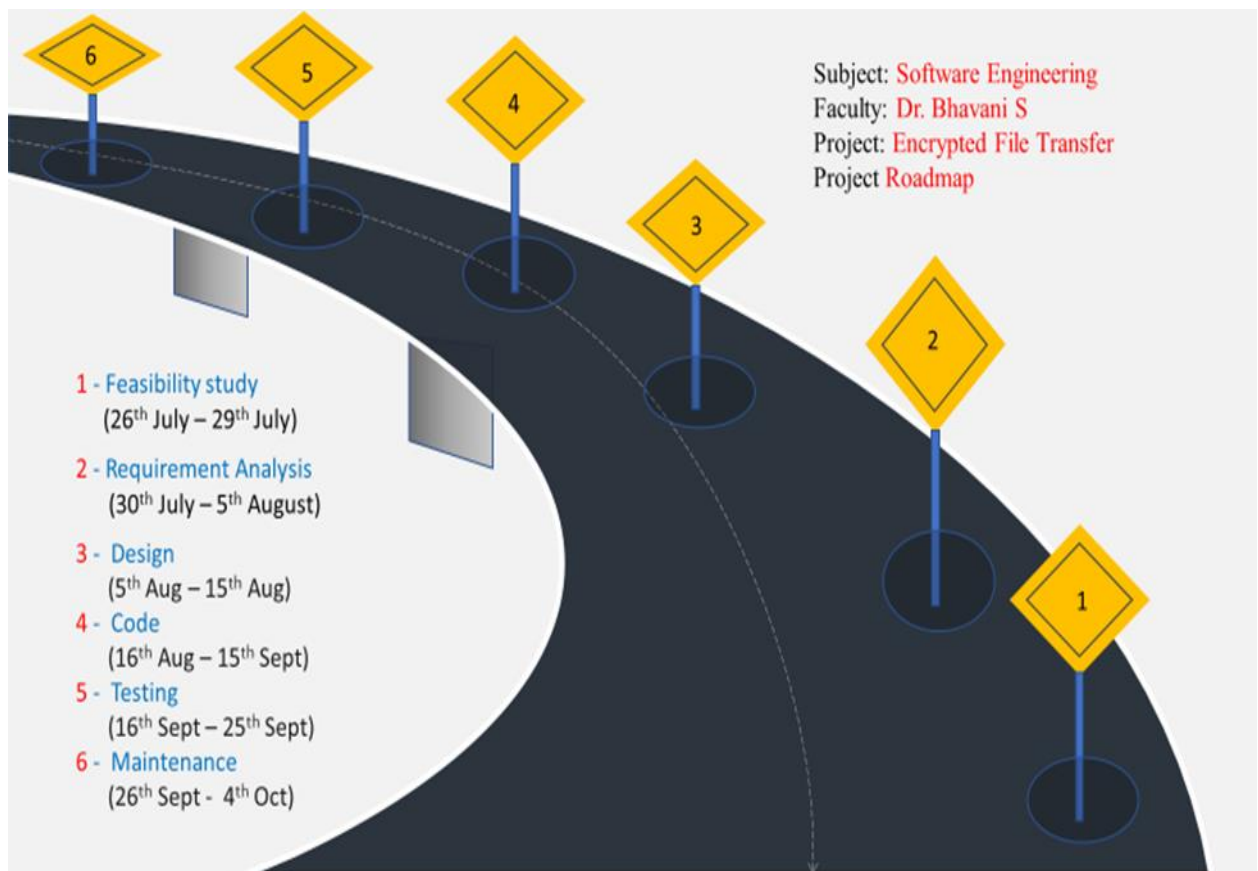 6
5
4
3
2
1
Subject: Software Engineering
Faculty: Dr. Bhavani S
Project: Encrypted File Transfer
Project Roadmap
1 - Feasibility study
(26th July – 29th July)
2 - Requirement Analysis
(30th July – 5th August)
3 - Design
(5th Aug – 15th Aug)
4 - Code
(16th Aug – 15th Sept)
5 - Testing
(16th Sept – 25th Sept)
6 - Maintenance
(26th Sept - 4th Oct)